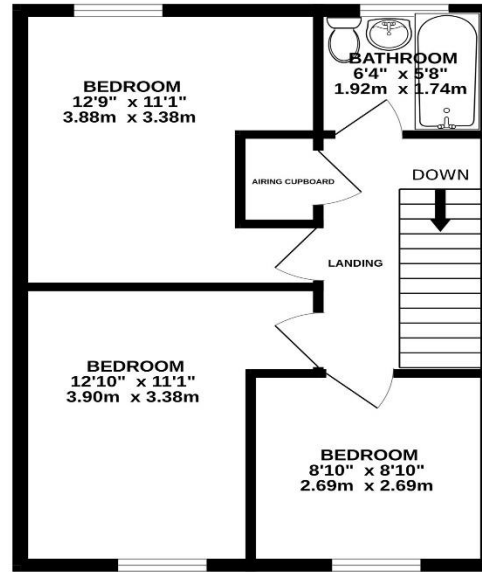 BEDROOM
12'9" x 11'1"
3.88m x 3.38m
BATHROOM
6'4" x 5'8"
1.92m x 1.74m
AIRING CUPBOARD
DOWN
LANDING
BEDROOM
12'10" x 11'1"
3.90m x 3.38m
BEDROOM
8'10" x 8'10"
2.69m x 2.69m